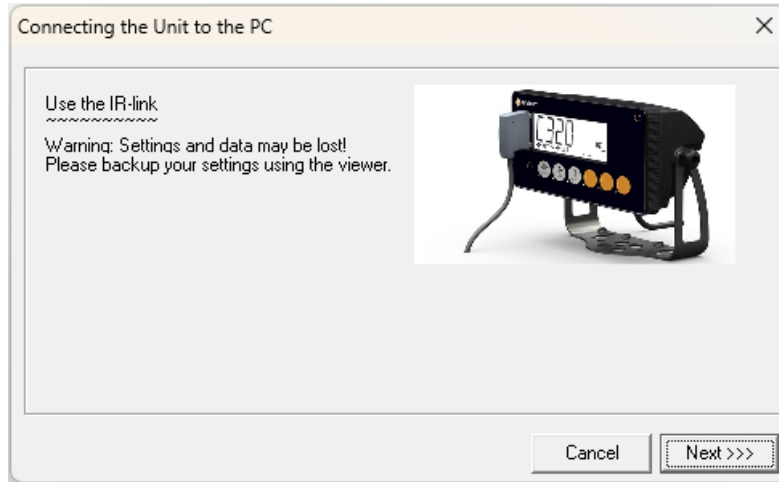 Connecting the Unit to the PC
Use the IR-link
~~~~~~~~~~
Warning: Settings and data may be lost!
Please backup your settings using the viewer.
C320
Cancel
Next >>>